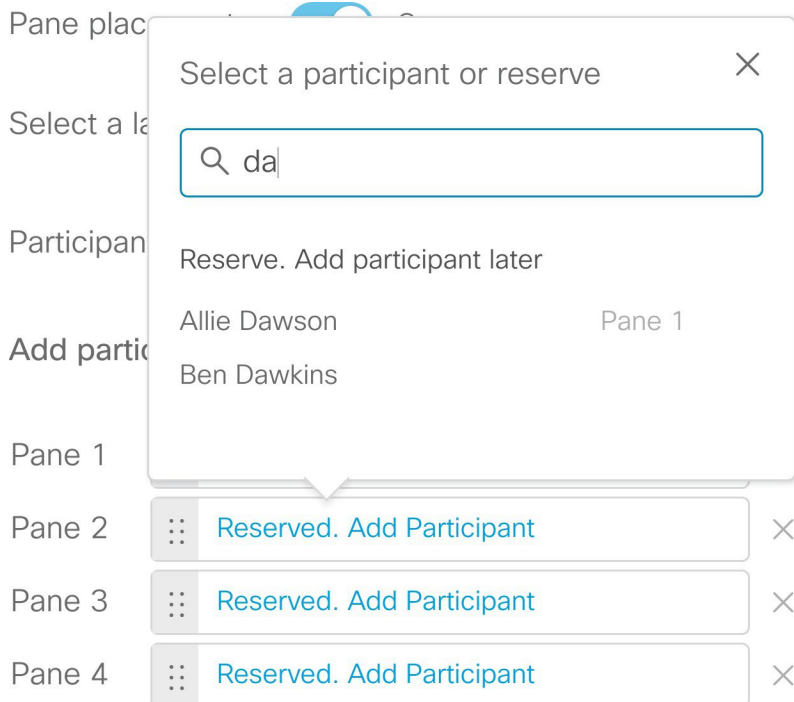 Pane plac
Select a participant or reserve
Select a la
da
Participan
Reserve. Add participant later
Allie Dawson Pane 1
Add partic
Ben Dawkins
Pane 1
Pane 2 Reserved. Add Participant
Pane 3 Reserved. Add Participant
Pane 4 Reserved. Add Participant